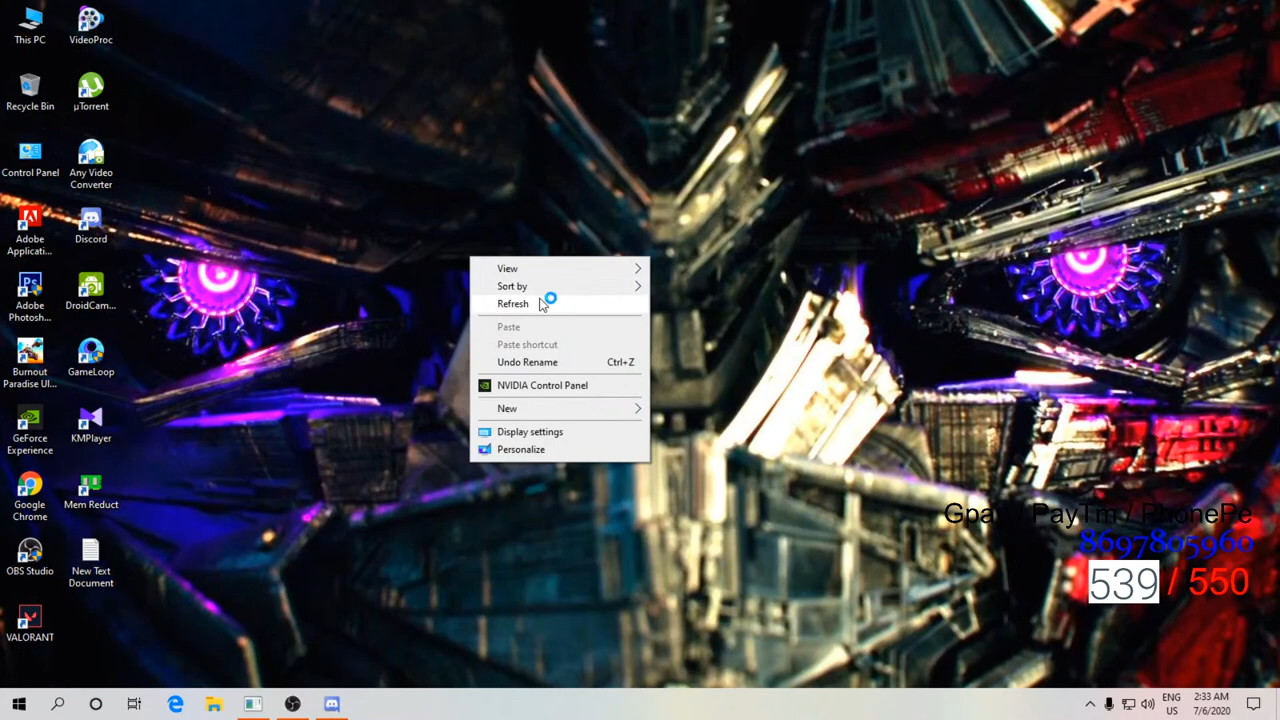 This PC
VideoProc
Recycle Bin
µTorrent
Control Panel
Any Video
Converter
Adobe
Applicati...
Discord
Adobe
Photosh...
DroidCam...
Burnout
Paradise Ul...
GameLoop
GeForce
Experience
KMPlayer
Google
Chrome
Mem Reduct
OBS Studio
New Text
Document
VALORANT
View
Sort by
Refresh
Paste
Paste shortcut
Undo Rename Ctrl+Z
NVIDIA Control Panel
New
Display settings
Personalize
Gpay / PayTm / PhonePe
8697805960
539 / 550
ENG
US
2:33 AM
7/6/2020